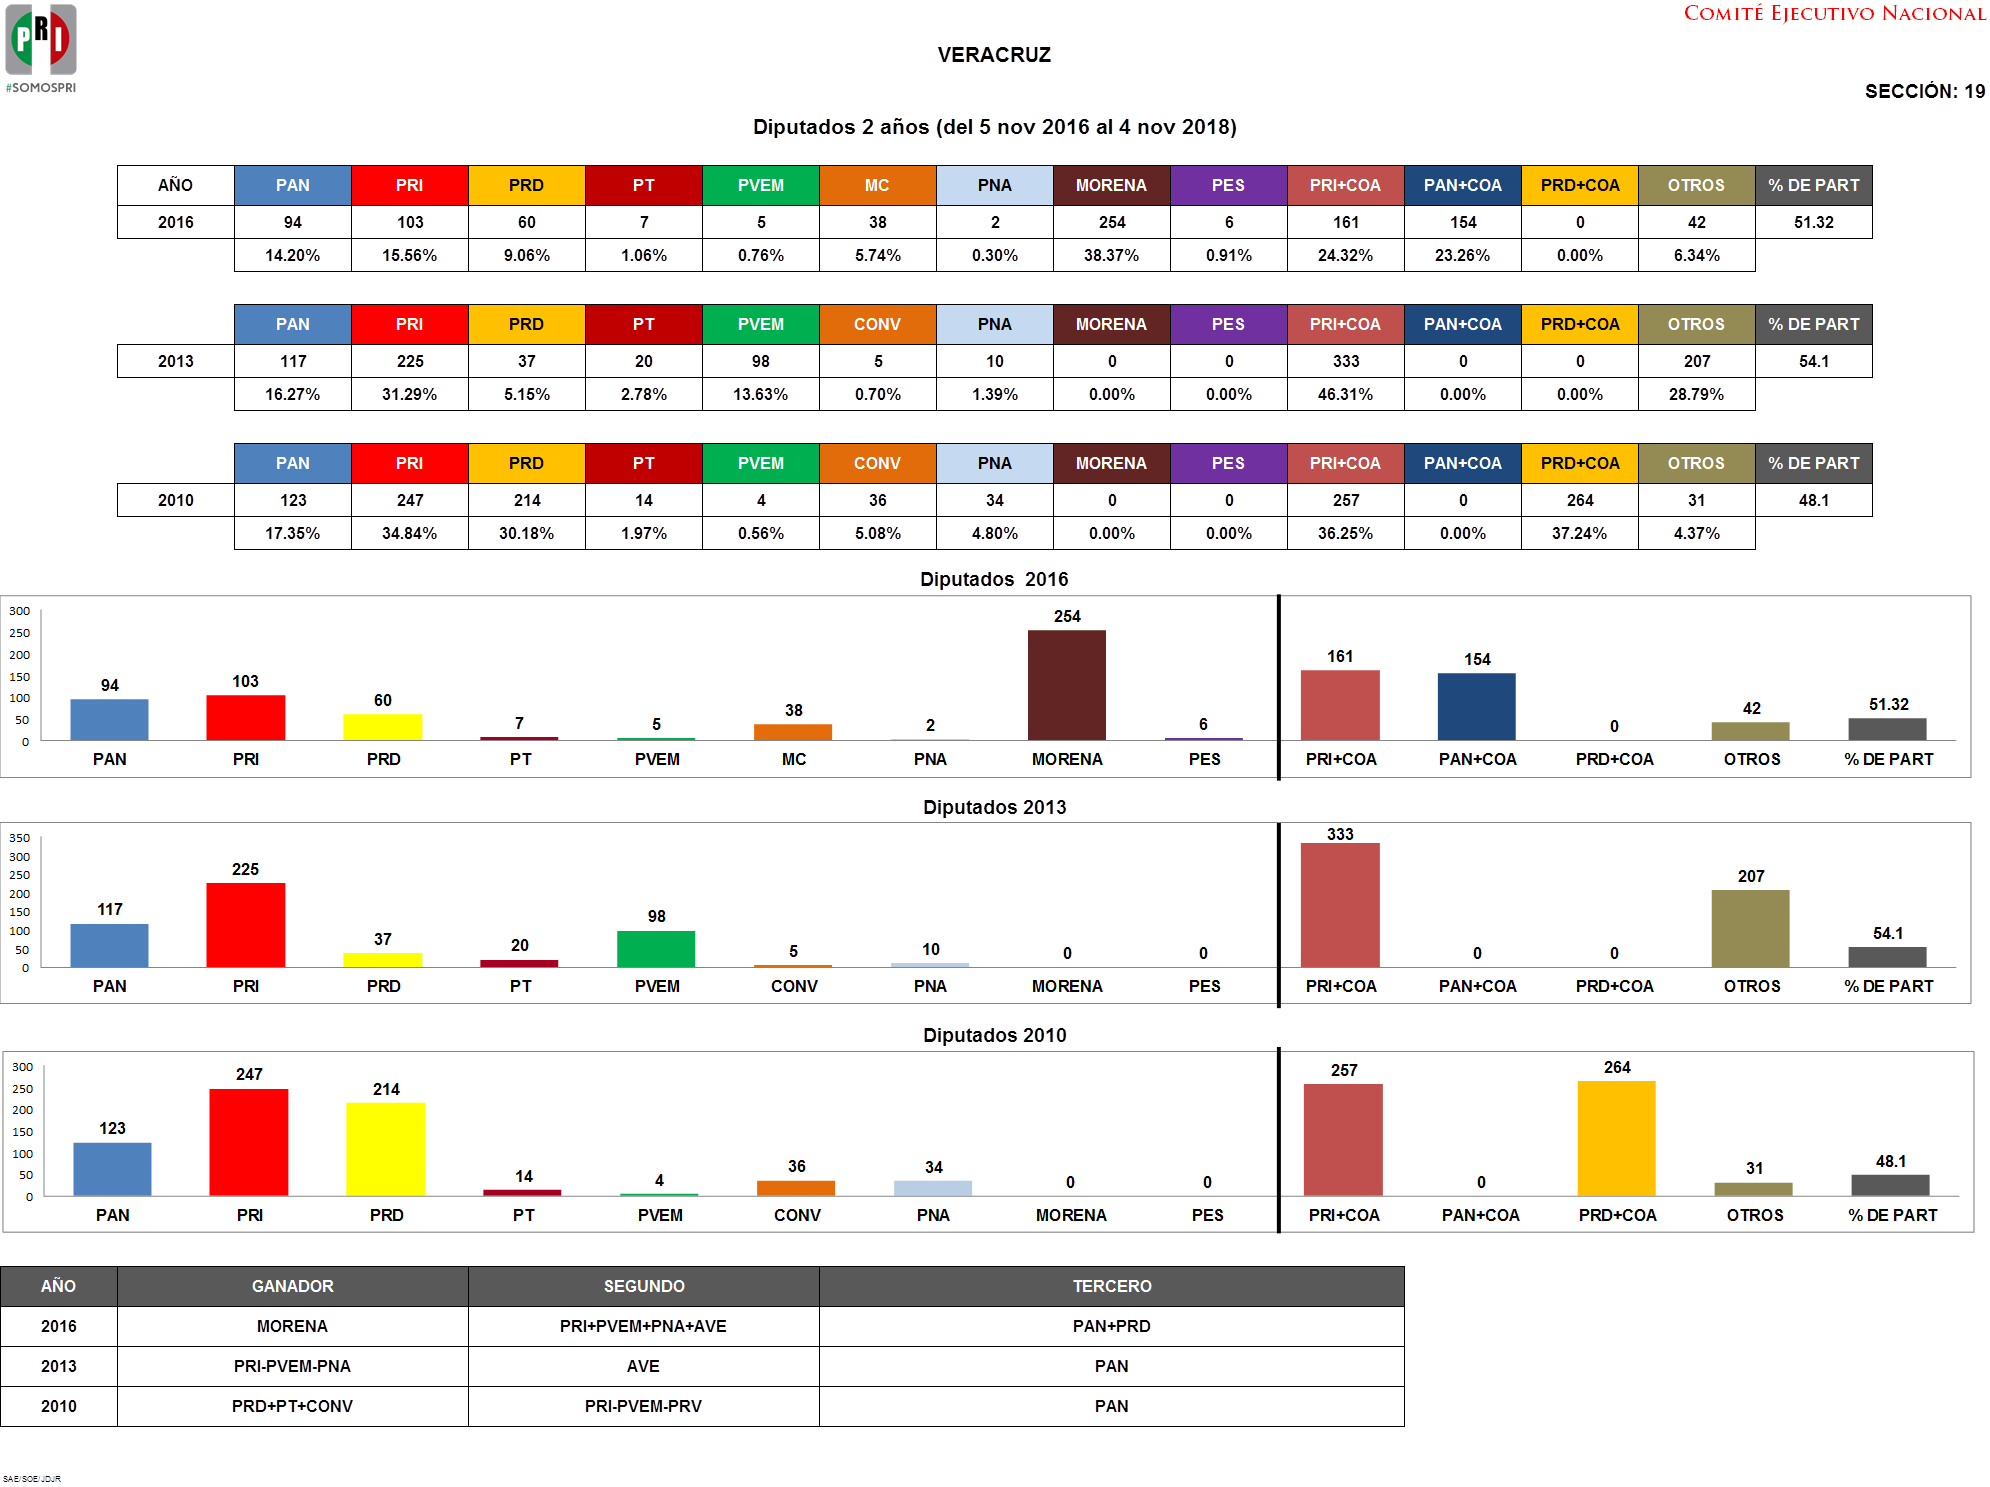 COMITÉ EJECUTIVO NACIONAL
PRI
#SOMOSPRI
VERACRUZ
SECCIÓN: 19
Diputados 2 años (del 5 nov 2016 al 4 nov 2018)
AÑO PAN PRI PRD PT PVEM MC PNA MORENA PES PRI+COA PAN+COA PRD+COA OTROS % DE PART
2016 94 103 60 7 5 38 2 254 6 161 154 0 42 51.32
14.20% 15.56% 9.06% 1.06% 0.76% 5.74% 0.30% 38.37% 0.91% 24.32% 23.26% 0.00% 6.34%
PAN PRI PRD PT PVEM CONV PNA MORENA PES PRI+COA PAN+COA PRD+COA OTROS % DE PART
2013 117 225 37 20 98 5 10 0 0 333 0 0 207 54.1
16.27% 31.29% 5.15% 2.78% 13.63% 0.70% 1.39% 0.00% 0.00% 46.31% 0.00% 0.00% 28.79%
PAN PRI PRD PT PVEM CONV PNA MORENA PES PRI+COA PAN+COA PRD+COA OTROS % DE PART
2010 123 247 214 14 4 36 34 0 0 257 0 264 31 48.1
17.35% 34.84% 30.18% 1.97% 0.56% 5.08% 4.80% 0.00% 0.00% 36.25% 0.00% 37.24% 4.37%
Diputados 2016
300
250
200
150
100
50
0
94 103 60 7 5 38 2 254 6 161 154 0 42 51.32
PAN PRI PRD PT PVEM MC PNA MORENA PES PRI+COA PAN+COA PRD+COA OTROS % DE PART
Diputados 2013
350
300
250
200
150
100
50
0
117 225 37 20 98 5 10 0 0 333 0 0 207 54.1
PAN PRI PRD PT PVEM CONV PNA MORENA PES PRI+COA PAN+COA PRD+COA OTROS % DE PART
Diputados 2010
300
250
200
150
100
50
0
123 247 214 14 4 36 34 0 0 257 0 264 31 48.1
PAN PRI PRD PT PVEM CONV PNA MORENA PES PRI+COA PAN+COA PRD+COA OTROS % DE PART
AÑO GANADOR SEGUNDO TERCERO
2016 MORENA PRI+PVEM+PNA+AVE PAN+PRD
2013 PRI-PVEM-PNA AVE PAN
2010 PRD+PT+CONV PRI-PVEM-PRV PAN
SAE/SOE/JDJR